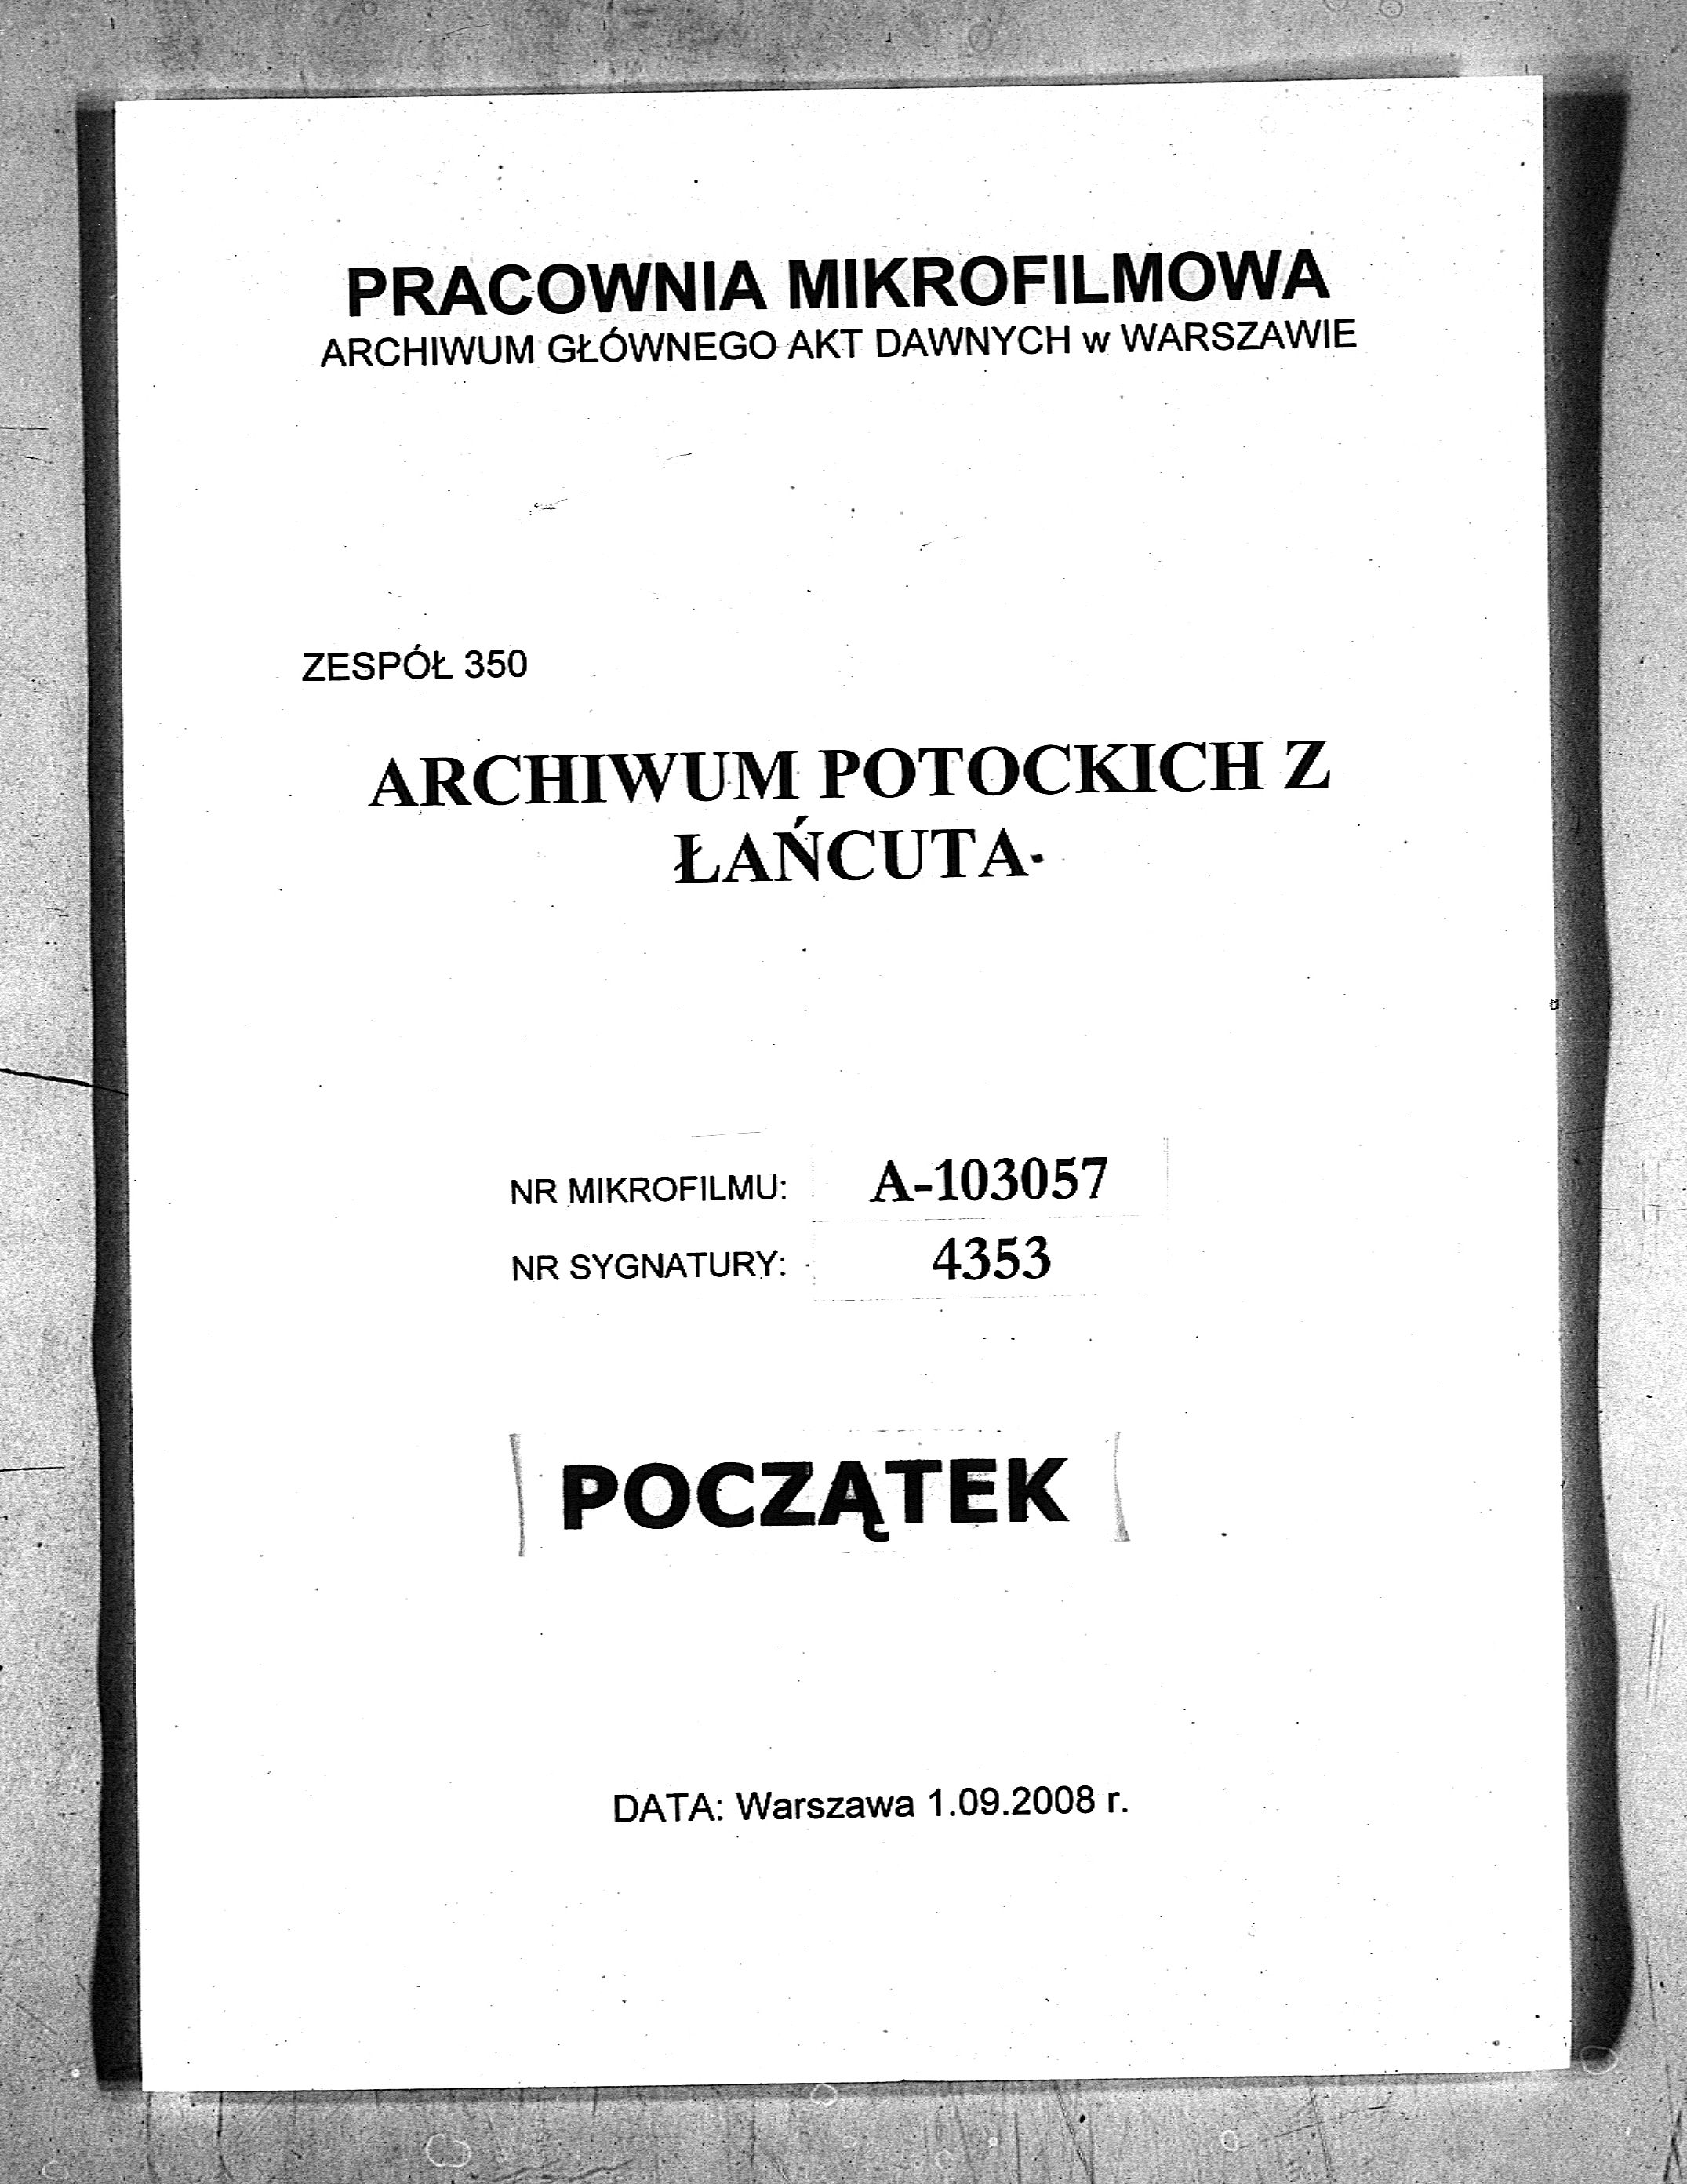 PRACOWNIA MIKROFILMOWA
ARCHIWUM GŁÓWNEGO AKT DAWNYCH w WARSZAWIE
ZESPÓŁ 350
ARCHIWUM POTOCKICH Z
ŁAŃCUTA
NR MIKROFILMU: A-103057
NR SYGNATURY: 4353
POCZĄTEK
DATA: Warszawa 1.09.2008 r.